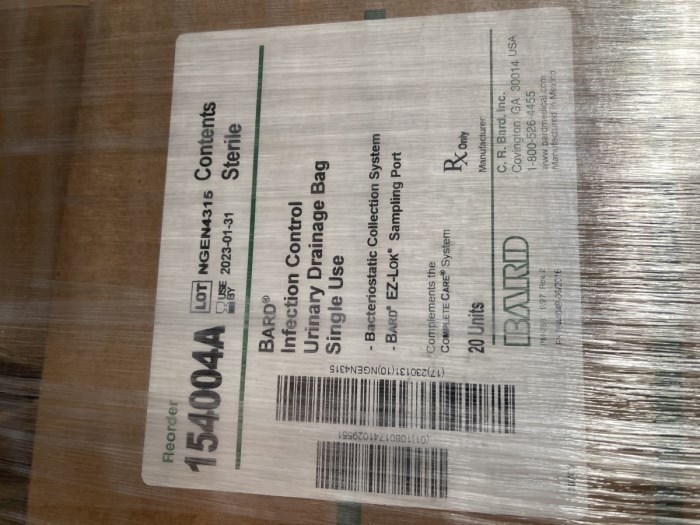 Reorder
154004A
LOT NGEN4315 Contents
USE BY 2023-01-31 Sterile
BARD®
Infection Control
Urinary Drainage Bag
Single Use
- Bacteriostatic Collection System
- BARD® EZ-LOK® Sampling Port
Complements the
COMPLETE CARE® System
20 Units
Rx Only
(17)230131(10)NGEN4315
BARD
Manufacturer:
C. R. Bard, Inc.
Covington, GA 30014 USA
1-800-526-4455
www.bardmedical.com
Manufactured in Mexico